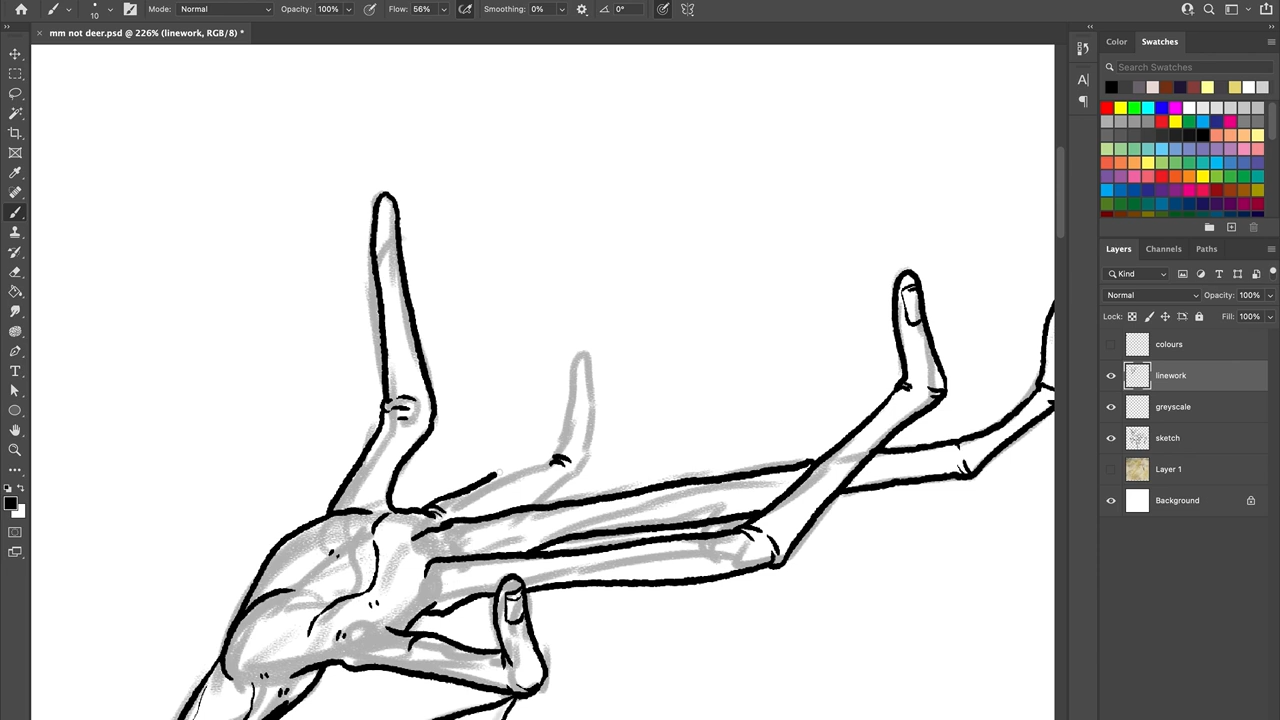 10 Mode: Normal Opacity: 100% Flow: 56% Smoothing: 0% 0°
× mm not deer.psd @ 226% (linework, RGB/8) *
Color Swatches
Search Swatches
Layers Channels Paths
Kind
Normal Opacity: 100%
Lock: Fill: 100%
colours
linework
greyscale
sketch
Layer 1
Background